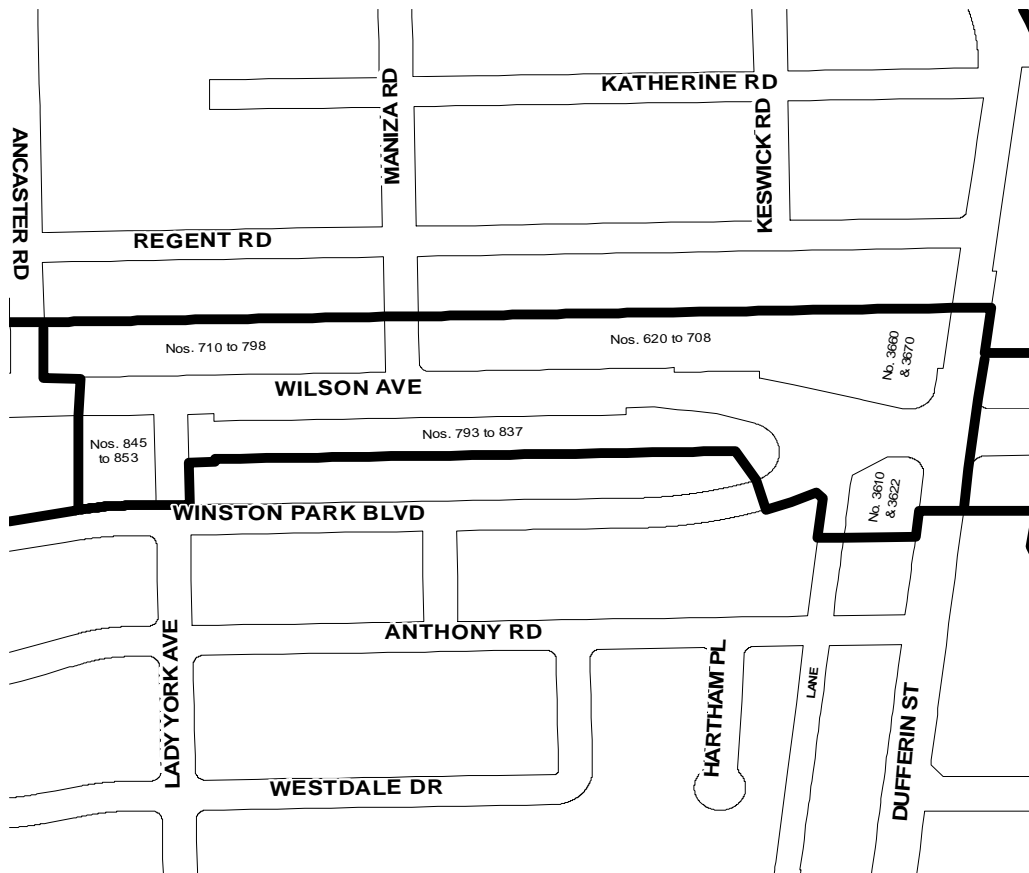 KATHERINE RD
MANIZA RD
KESWICK RD
ANCASTER RD
REGENT RD
Nos. 710 to 798
Nos. 620 to 708
No. 3660
& 3670
WILSON AVE
Nos. 845
to 853
Nos. 793 to 837
No. 3610
& 3622
WINSTON PARK BLVD
ANTHONY RD
LADY YORK AVE
HARTHAM PL
LANE
DUFFERIN ST
WESTDALE DR